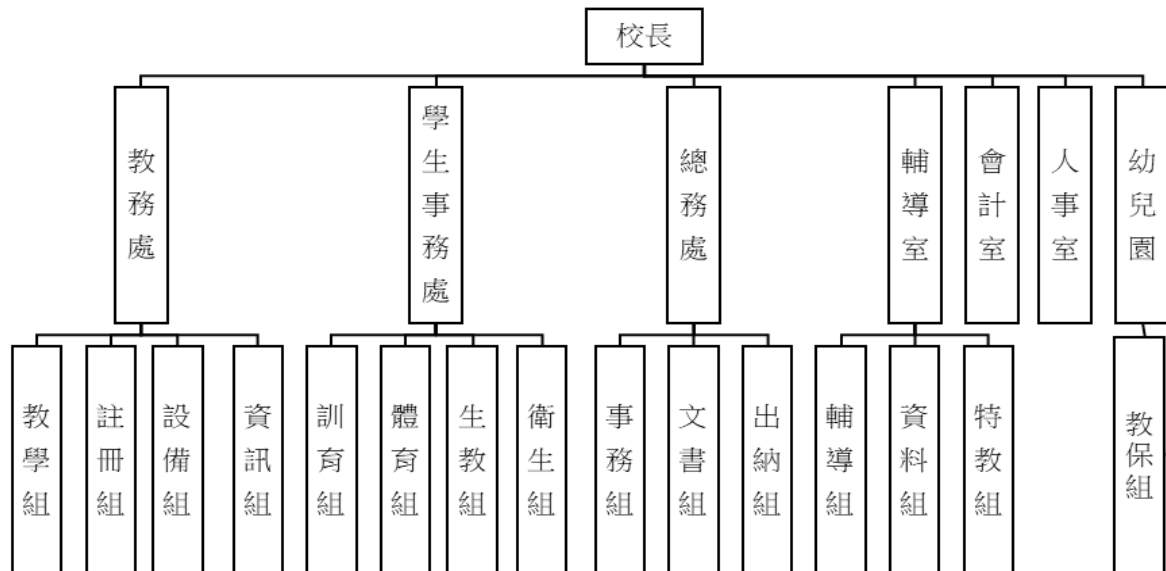 校長
教務處
學生事務處
總務處
輔導室
會計室
人事室
幼兒園
教學組
註冊組
設備組
資訊組
訓育組
體育組
生教組
衛生組
事務組
文書組
出納組
輔導組
資料組
特教組
教保組